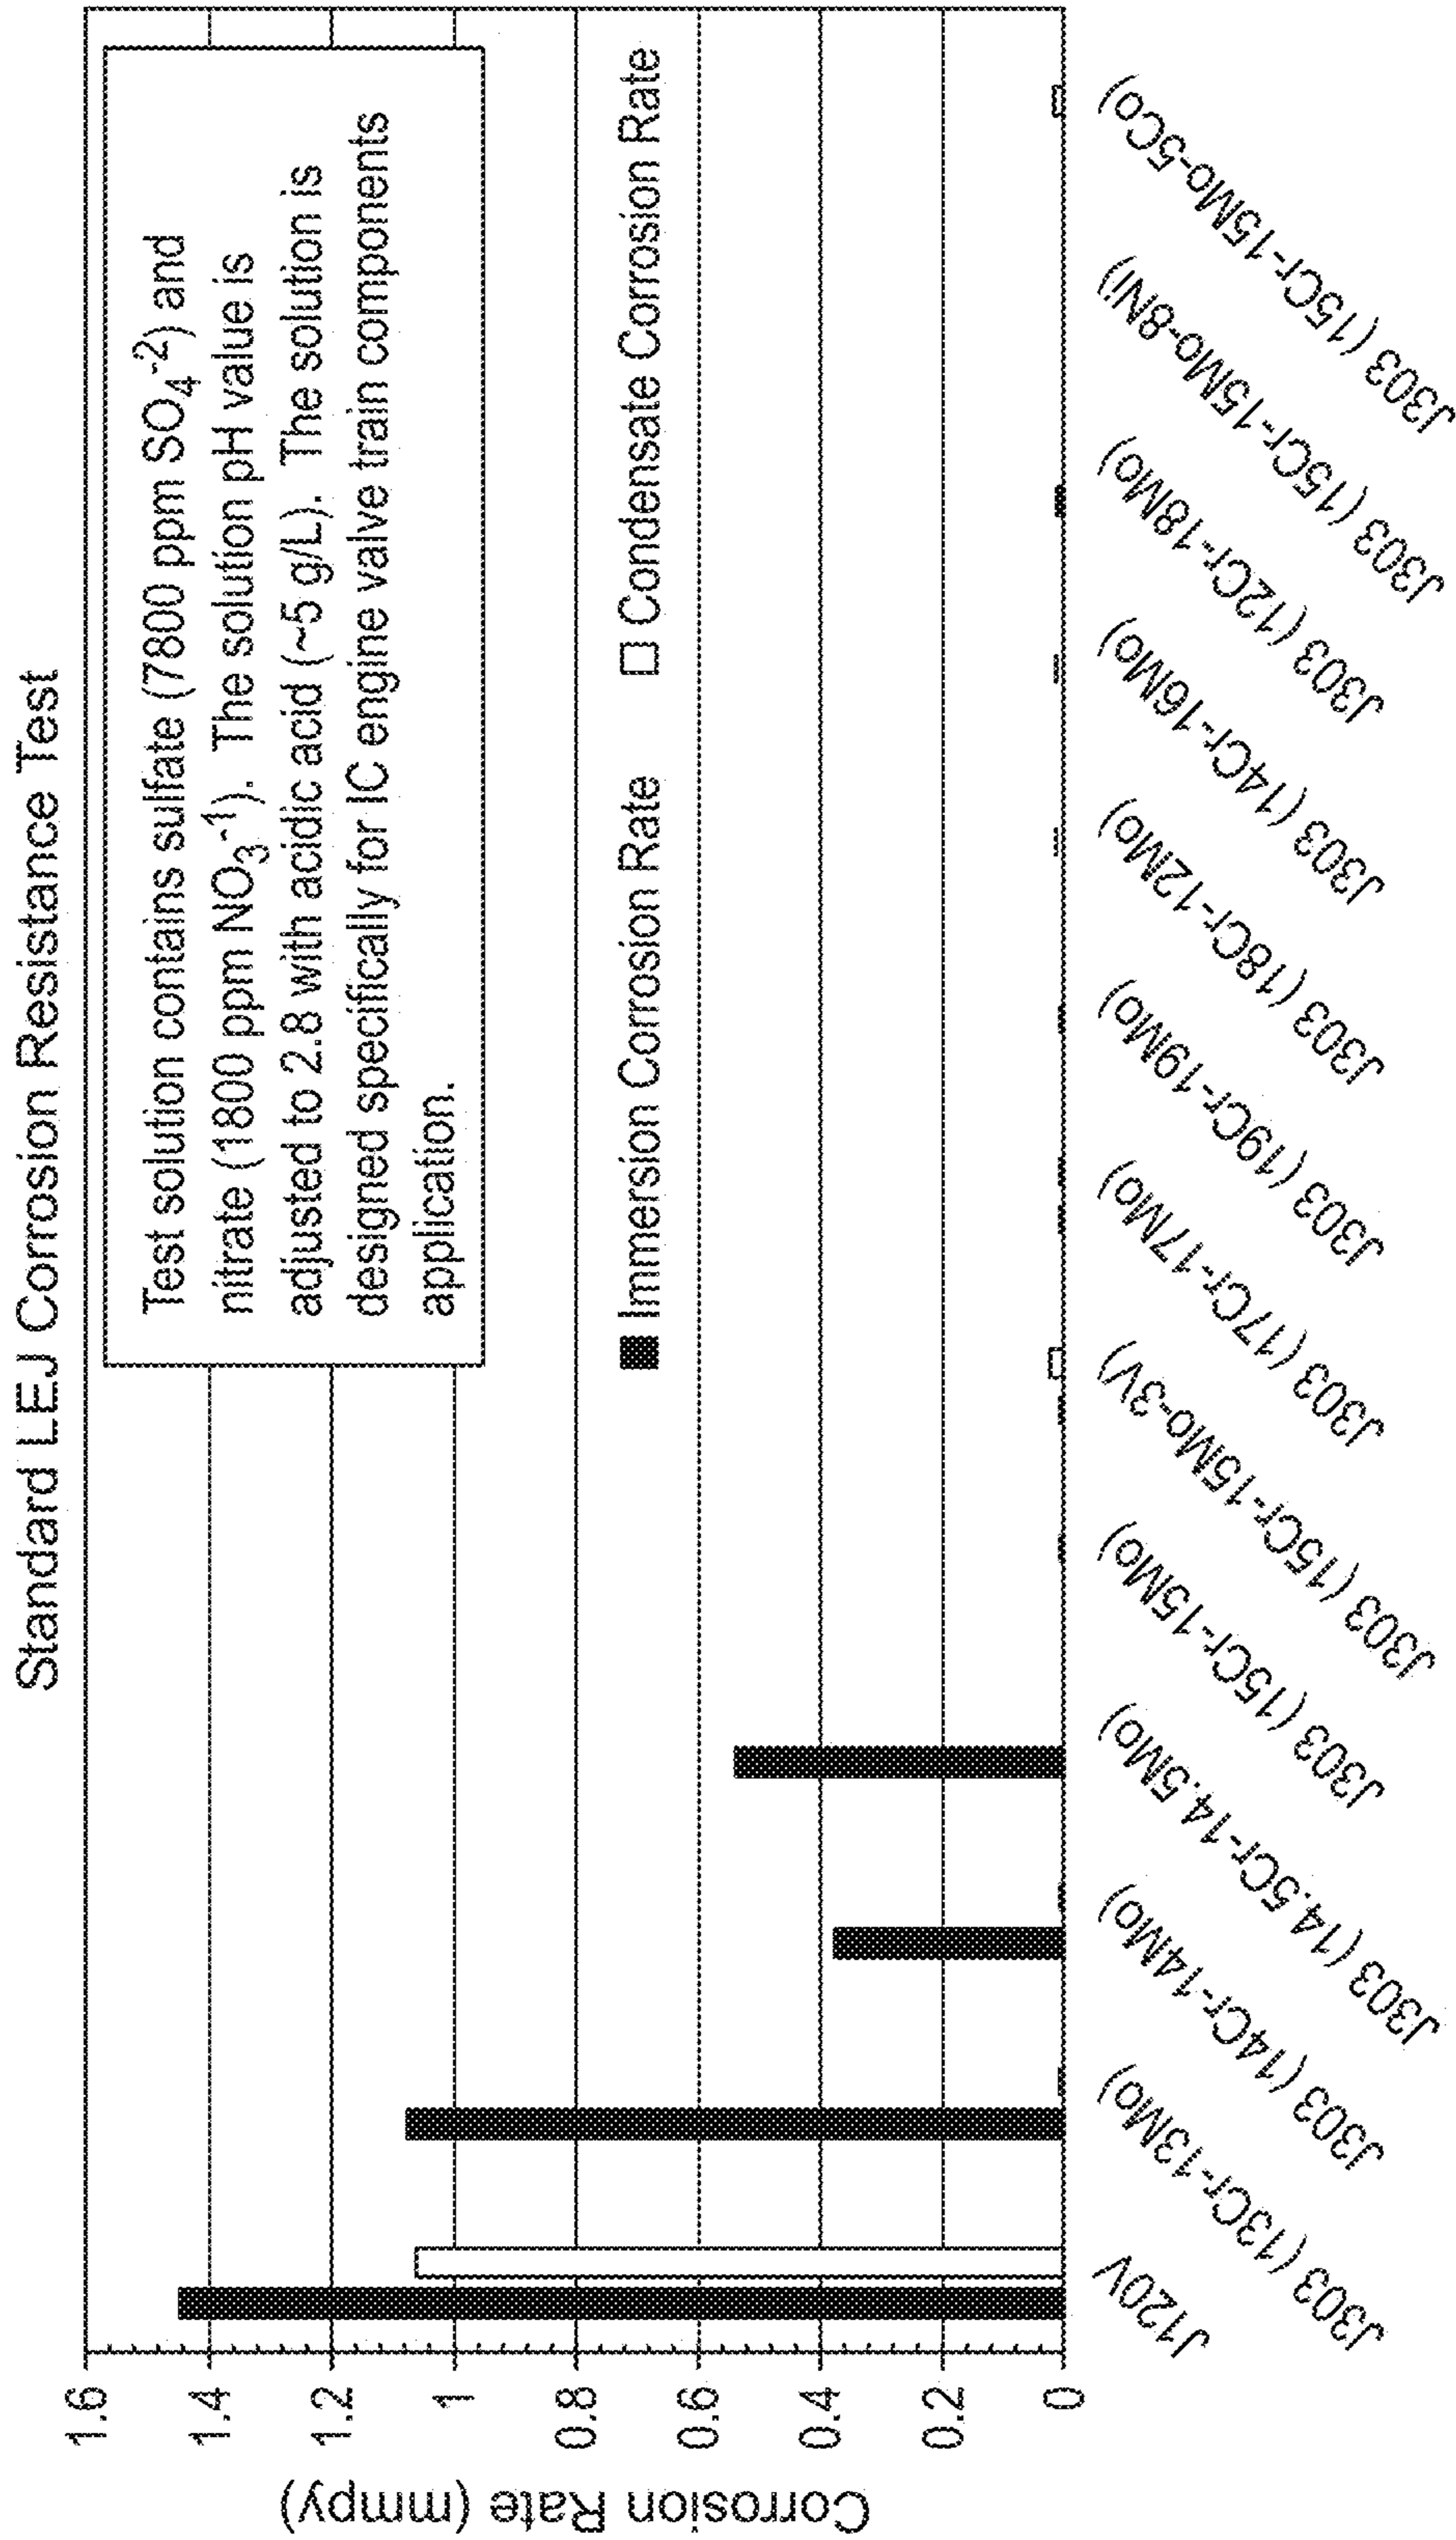 Standard LEJ Corrosion Resistance Test
Corrosion Rate (mmpy)
1.6
1.4
1.2
1
0.8
0.6
0.4
0.2
0
Test solution contains sulfate (7800 ppm SO₄⁻²) and
nitrate (1800 ppm NO₃⁻¹). The solution pH value is
adjusted to 2.8 with acidic acid (~5 g/L). The solution is
designed specifically for IC engine valve train components
application.
Immersion Corrosion Rate
Condensate Corrosion Rate
J120V
J303 (13Cr-13Mo)
J303 (14Cr-14Mo)
J303 (14.5Cr-14.5Mo)
J303 (15Cr-15Mo)
J303 (15Cr-15Mo-3V)
J303 (17Cr-17Mo)
J303 (19Cr-19Mo)
J303 (18Cr-12Mo)
J303 (14Cr-16Mo)
J303 (12Cr-18Mo)
J303 (15Cr-15Mo-8Ni)
J303 (15Cr-15Mo-5Co)